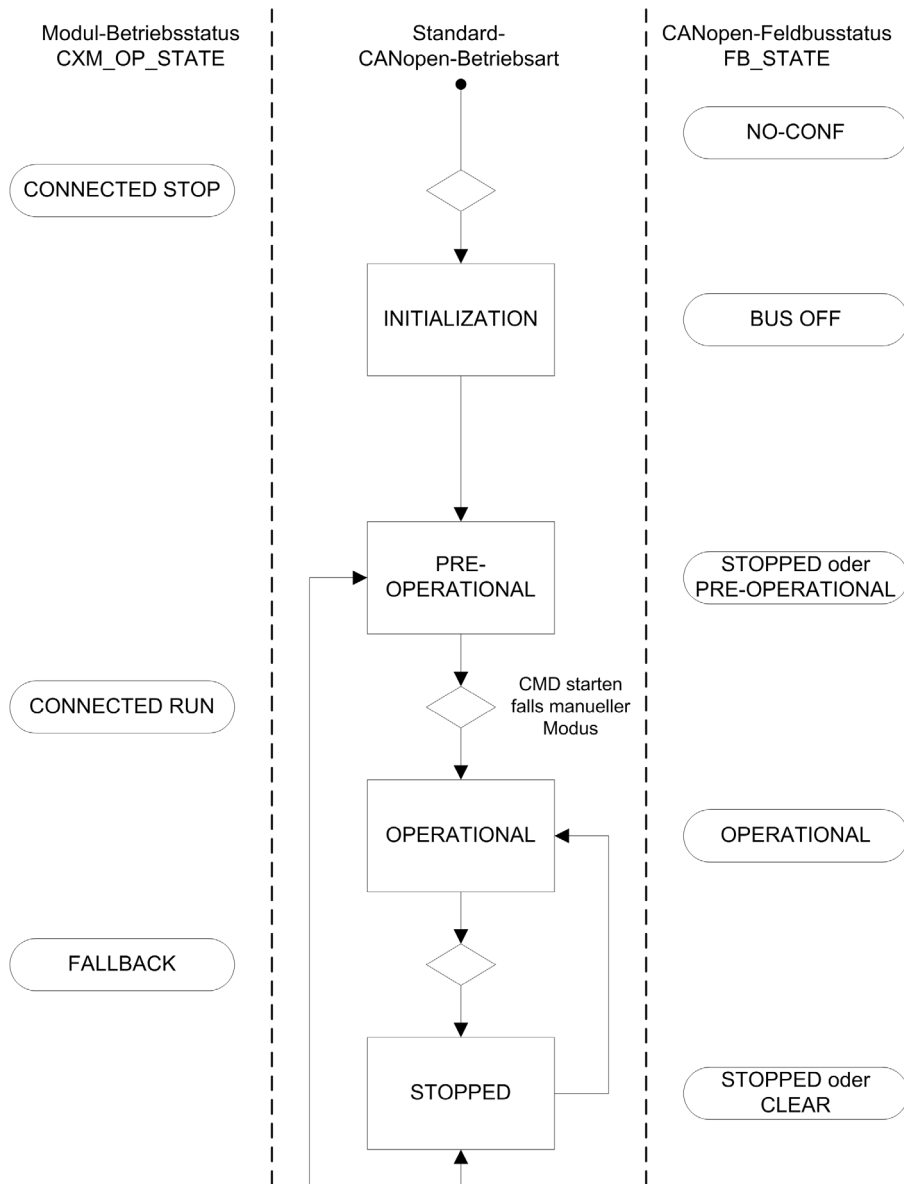 Modul-Betriebsstatus
CXM_OP_STATE
Standard-
CANopen-Betriebsart
CANopen-Feldbusstatus
FB_STATE
NO-CONF
CONNECTED STOP
INITIALIZATION
BUS OFF
PRE-
OPERATIONAL
STOPPED oder
PRE-OPERATIONAL
CONNECTED RUN
CMD starten
falls manueller
Modus
OPERATIONAL
OPERATIONAL
FALLBACK
STOPPED
STOPPED oder
CLEAR